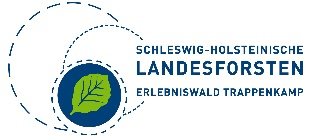 SCHLESWIG-HOLSTEINISCHE
LANDESFORSTEN
ERLEBNISWALD TRAPPENKAMP